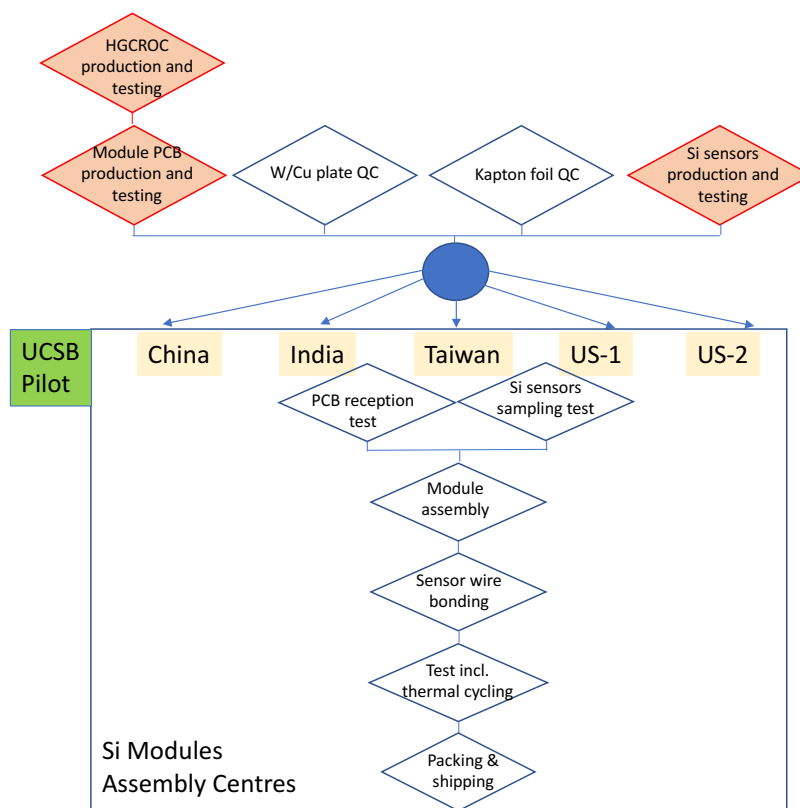 HGCROC
production and
testing
Module PCB
production and
testing
W/Cu plate QC
Kapton foil QC
Si sensors
production and
testing
UCSB
Pilot
China
India
Taiwan
US-1
US-2
PCB reception
test
Si sensors
sampling test
Module
assembly
Sensor wire
bonding
Test incl.
thermal cycling
Packing &
shipping
Si Modules
Assembly Centres